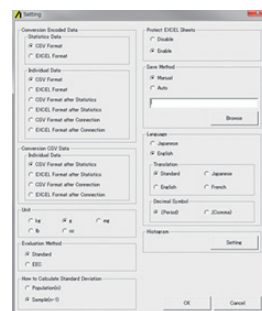 Setting
Conversion Encoded Data
Statistics Data
CSV Format
EXCEL Format
Individual Data
CSV Format
EXCEL Format
CSV Format after Statistics
EXCEL Format after Statistics
CSV Format after Connection
EXCEL Format after Connection
Conversion CSV Data
Individual Data
CSV Format after Statistics
EXCEL Format after Statistics
CSV Format after Connection
EXCEL Format after Connection
Unit
kg g mg
lb oz
Evaluation Method
Standard
EEC
How to Calculate Standard Deviation
Population(n)
Sample(n-1)
Protect EXCEL Sheets
Disable
Enable
Save Method
Manual
Auto
Browse
Language
Japanese
English
Translation
Standard Japanese
English French
Decimal Symbol
. (Period) , (Comma)
Histogram
Setting
OK Cancel